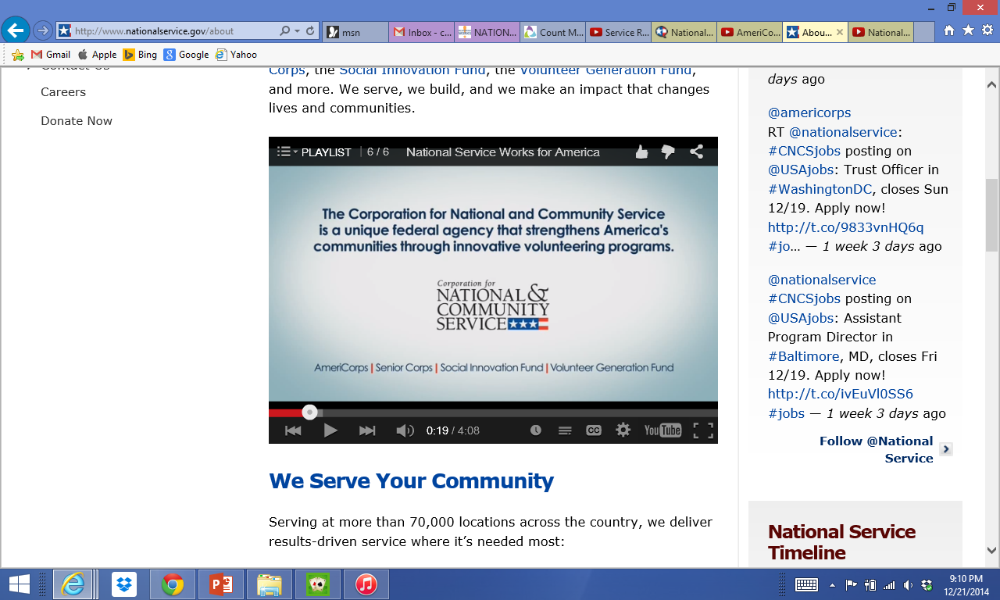 http://www.nationalservice.gov/about
msn
Inbox - c...
NATION...
Count M...
Service R...
National...
AmeriCo...
Abou...
National...
Gmail
Apple
Bing
Google
Yahoo
Contact Us
Careers
Donate Now
Corps, the Social Innovation Fund, the Volunteer Generation Fund,
and more. We serve, we build, and we make an impact that changes
lives and communities.
PLAYLIST | 6 / 6 National Service Works for America
The Corporation for National and Community Service
is a unique federal agency that strengthens America's
communities through innovative volunteering programs.
Corporation for
NATIONAL &
COMMUNITY
SERVICE
AmeriCorps | Senior Corps | Social Innovation Fund | Volunteer Generation Fund
0:19 / 4:08
CC
YouTube
We Serve Your Community
Serving at more than 70,000 locations across the country, we deliver
results-driven service where it’s needed most:
days ago
@americorps
RT @nationalservice:
#CNCSjobs posting on
@USAjobs: Trust Officer in
#WashingtonDC, closes Sun
12/19. Apply now!
http://t.co/9833vnHQ6q
#jo… — 1 week 3 days ago
@nationalservice
#CNCSjobs posting on
@USAjobs: Assistant
Program Director in
#Baltimore, MD, closes Fri
12/19. Apply now!
http://t.co/ivEuVl0SS6
#jobs — 1 week 3 days ago
Follow @National
Service
National Service
Timeline
9:10 PM
12/21/2014